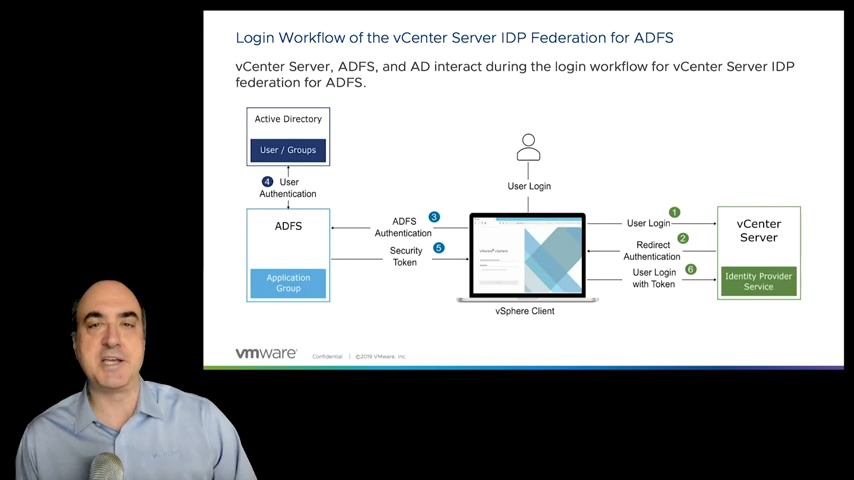 Login Workflow of the vCenter Server IDP Federation for ADFS
vCenter Server, ADFS, and AD interact during the login workflow for vCenter Server IDP
federation for ADFS.
Active Directory
User / Groups
4 User
Authentication
User Login
ADFS
Application
Group
ADFS 3
Authentication
Security 5
Token
vSphere Client
User Login 1
Redirect 2
Authentication
User Login 6
with Token
vCenter
Server
Identity Provider
Service
vmware
Confidential | ©2019 VMware, Inc.